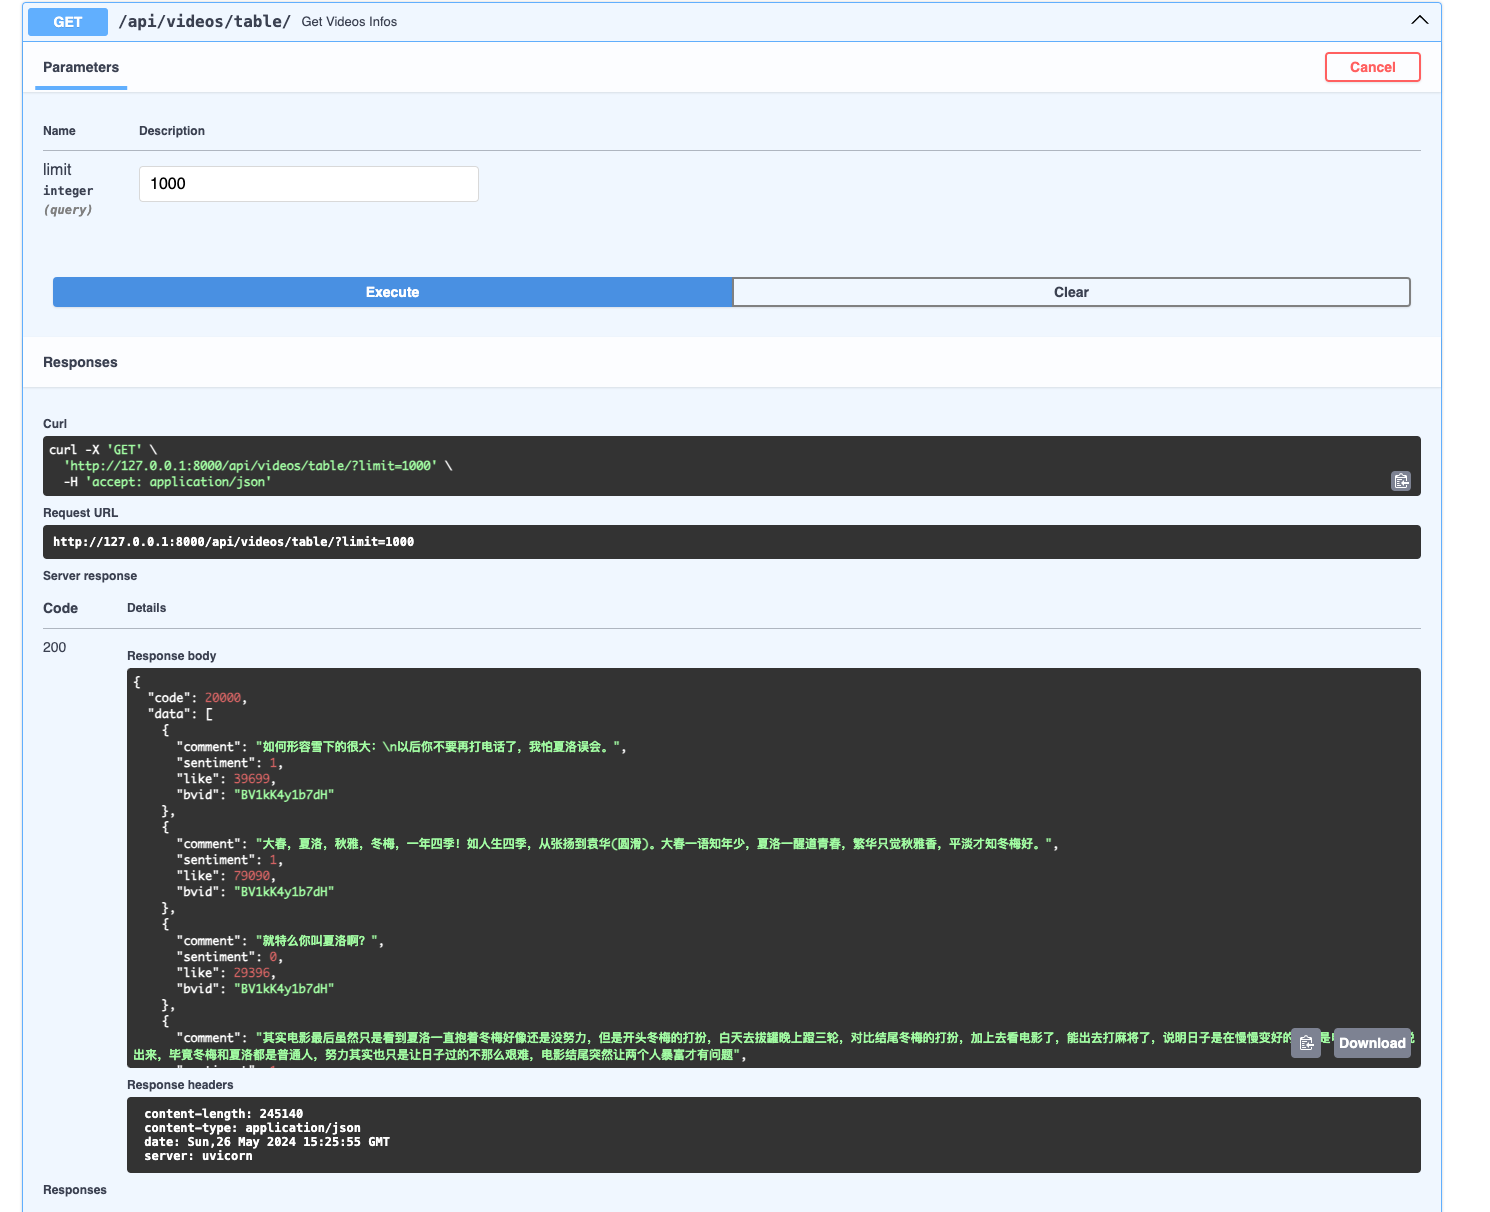 GET /api/videos/table/ Get Videos Infos
Parameters
Cancel
Name Description
limit
integer
(query)
1000
Execute
Clear
Responses
Curl
curl -X 'GET' \
'http://127.0.0.1:8000/api/videos/table/?limit=1000' \
-H 'accept: application/json'
Request URL
http://127.0.0.1:8000/api/videos/table/?limit=1000
Server response
Code Details
200
Response body
{
"code": 20000,
"data": [
{
"comment": "如何形容雪下的很大：\n以后你不要再打电话了，我怕夏洛误会。",
"sentiment": 1,
"like": 39699,
"bvid": "BV1kK4y1b7dH"
},
{
"comment": "大春，夏洛，秋雅，冬梅，一年四季！如人生四季，从张扬到袁华(圆滑)。大春一语知年少，夏洛一醒道青春，繁华只觉秋雅香，平淡才知冬梅好。",
"sentiment": 1,
"like": 79090,
"bvid": "BV1kK4y1b7dH"
},
{
"comment": "就特么你叫夏洛啊？",
"sentiment": 0,
"like": 29396,
"bvid": "BV1kK4y1b7dH"
},
{
"comment": "其实电影最后虽然只是看到夏洛一直抱着冬梅好像还是没努力，但是开头冬梅的打扮，白天去拔罐晚上蹬三轮，对比结尾冬梅的打扮，加上去看电影了，能出去打麻将了，说明日子是在慢慢变好的
出来，毕竟冬梅和夏洛都是普通人，努力其实也只是让日子过的不那么艰难，电影结尾突然让两个人暴富才有问题",
Download
Response headers
content-length: 245140
content-type: application/json
date: Sun,26 May 2024 15:25:55 GMT
server: uvicorn
Responses